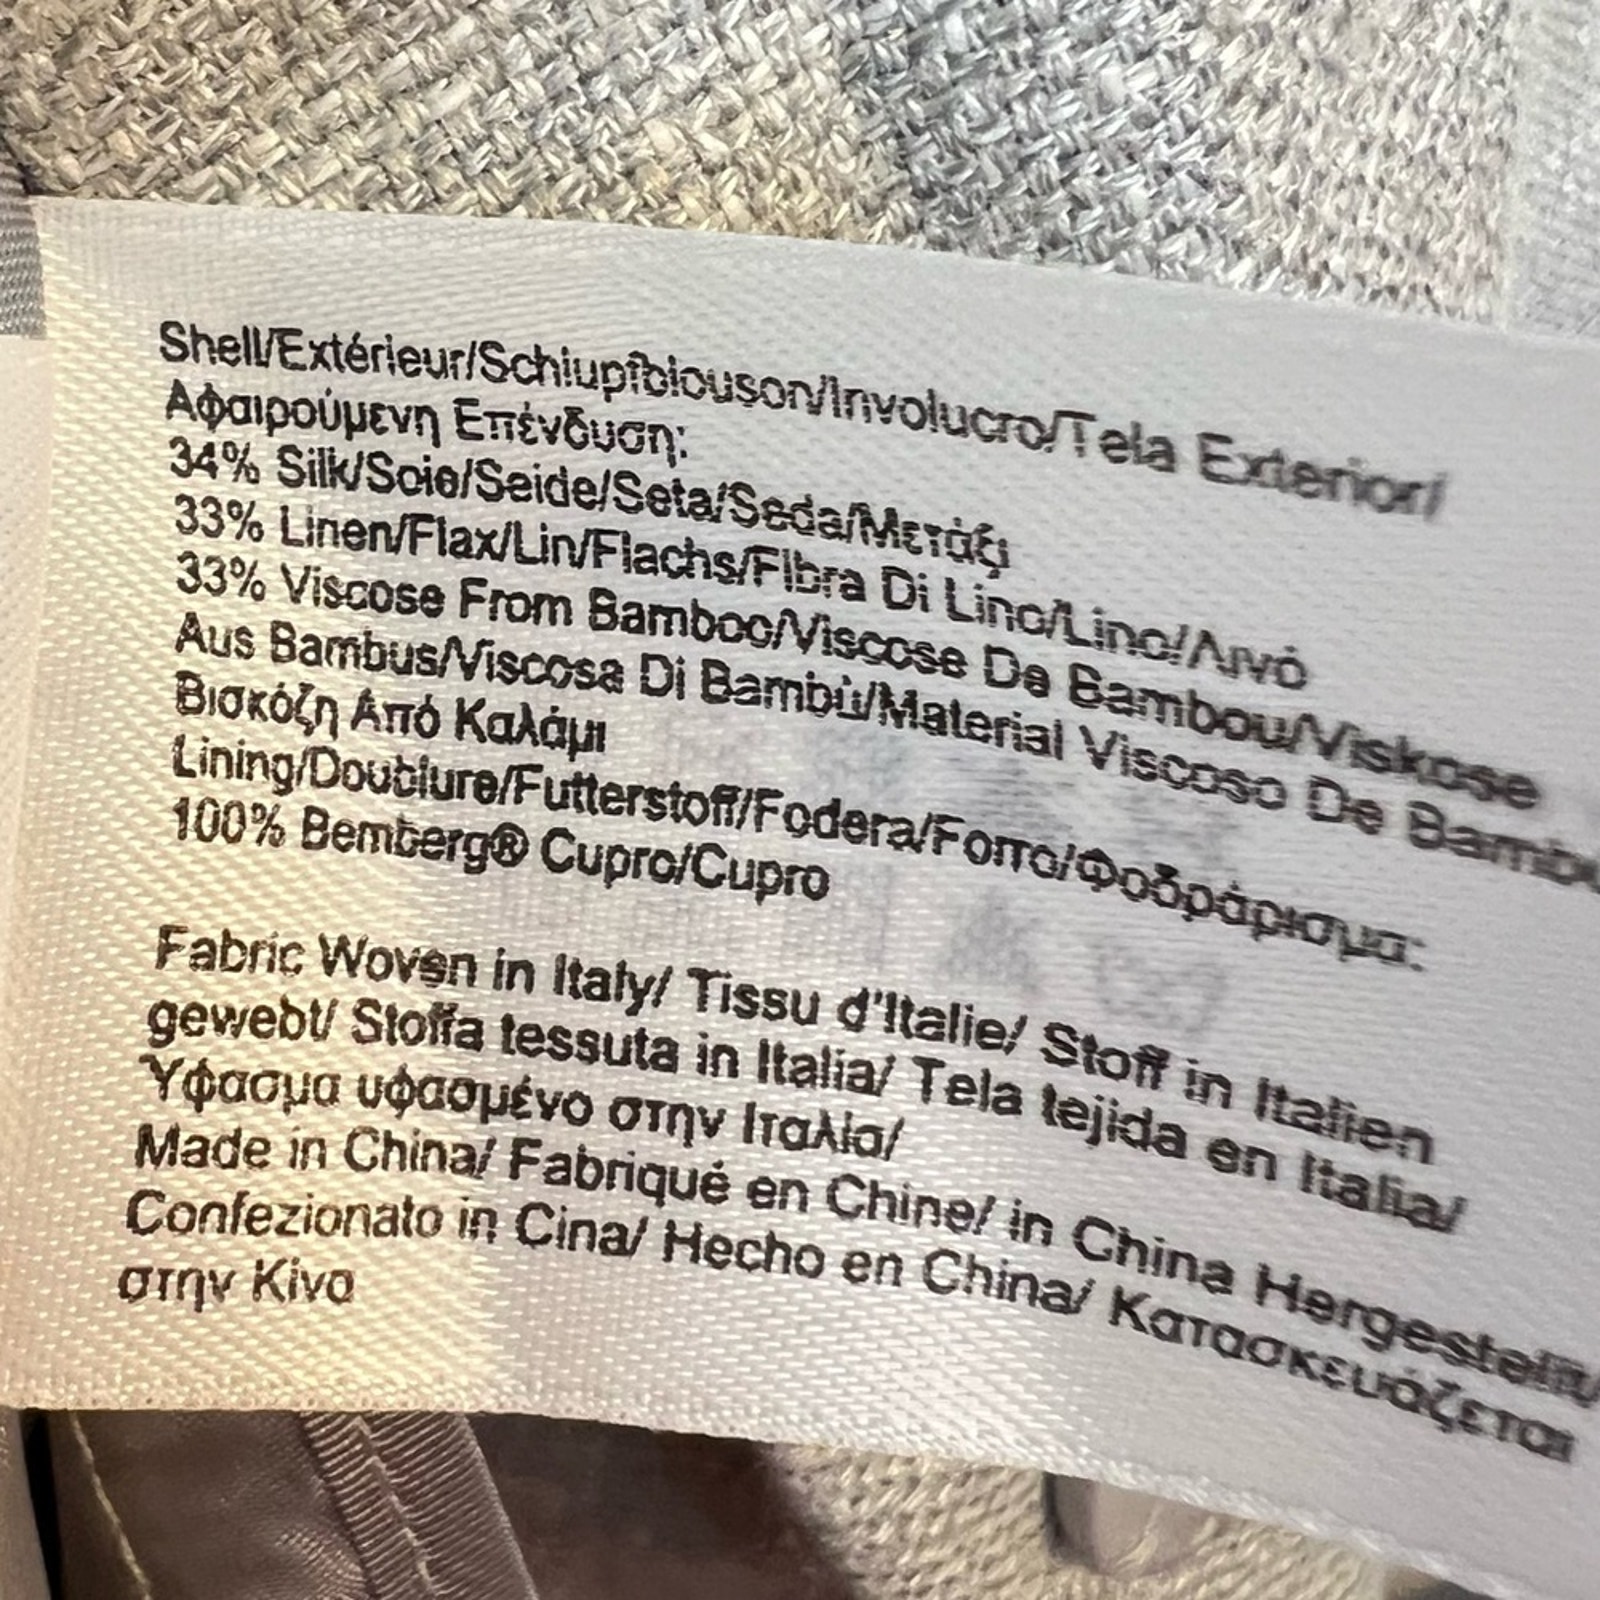 Shell/Extérieur/Schlupfblouson/Involucro/Tela Exterior/
Αφαιρούμενη Επένδυση:
34% Silk/Soie/Seide/Seta/Seda/Μετάξι
33% Linen/Flax/Lin/Flachs/Fibra Di Lino/Lino/Λινό
33% Viscose From Bamboo/Viscose De Bambou/Viskose
Aus Bambus/Viscosa Di Bambù/Material Viscoso De Bambu
Βισκόζη Από Καλάμι
Lining/Doublure/Futterstoff/Fodera/Forro/Φοδράρισμα:
100% Bemberg® Cupro/Cupro
Fabric Woven in Italy/ Tissu d'Italie/ Stoff in Italien
gewebt/ Stoffa tessuta in Italia/ Tela tejida en Italia/
Υφασμα υφασμένο στην Ιταλία/
Made in China/ Fabriqué en Chine/ in China Hergestellt/
Confezionato in Cina/ Hecho en China/ Κατασκευάζεται
στην Κίνα